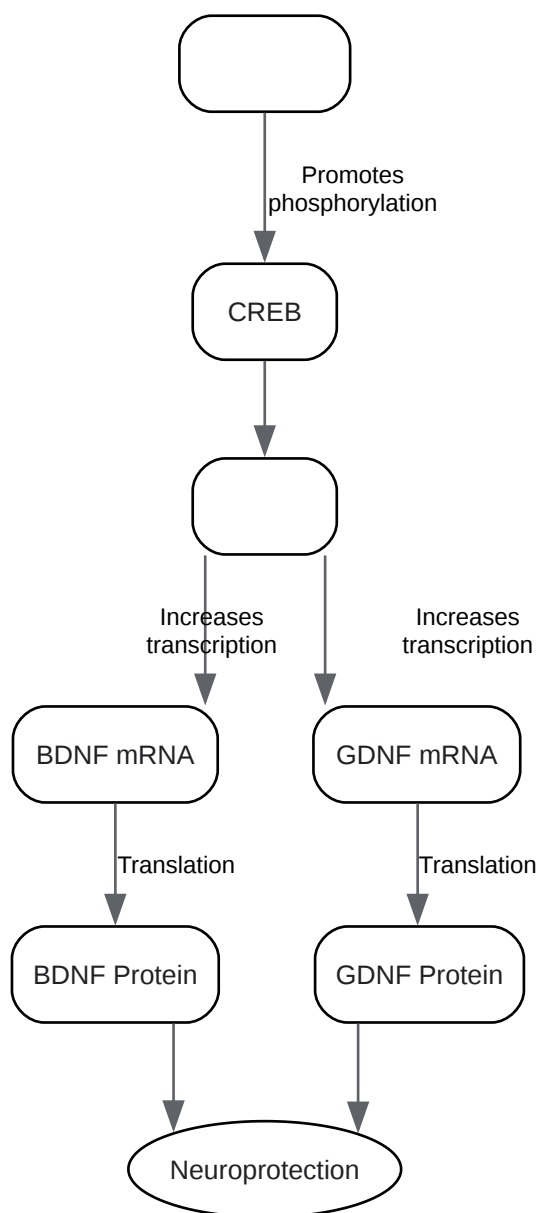 Promotes
phosphorylation
CREB
Increases
transcription
Increases
transcription
BDNF mRNA
GDNF mRNA
Translation
Translation
BDNF Protein
GDNF Protein
Neuroprotection